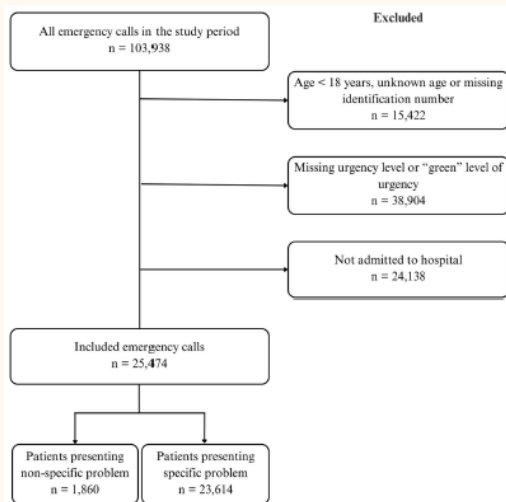 All emergency calls in the study period
n = 103,938
Excluded
Age < 18 years, unknown age or missing
identification number
n = 15,422
Missing urgency level or “green” level of
urgency
n = 38,904
Not admitted to hospital
n = 24,138
Included emergency calls
n = 25,474
Patients presenting
non-specific problem
n = 1,860
Patients presenting
specific problem
n = 23,614